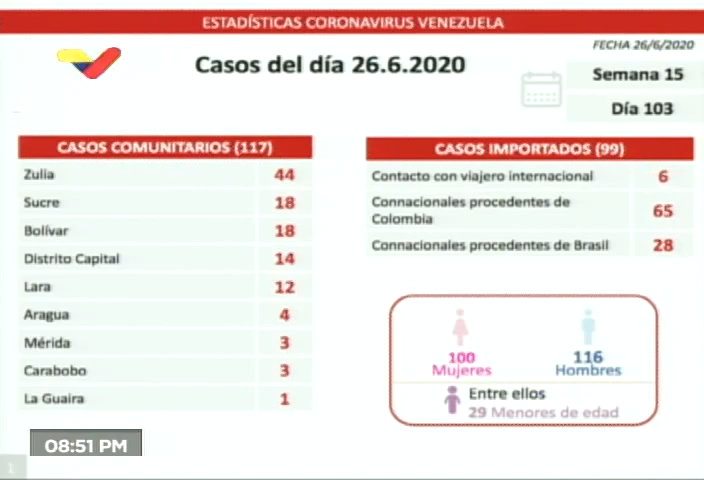 ESTADÍSTICAS CORONAVIRUS VENEZUELA
FECHA 26/6/2020
Casos del día 26.6.2020
Semana 15
Día 103
CASOS COMUNITARIOS (117)
Zulia 44
Sucre 18
Bolívar 18
Distrito Capital 14
Lara 12
Aragua 4
Mérida 3
Carabobo 3
La Guaira 1
CASOS IMPORTADOS (99)
Contacto con viajero internacional 6
Connacionales procedentes de
Colombia 65
Connacionales procedentes de Brasil 28
100 116
Mujeres Hombres
Entre ellos
29 Menores de edad
08:51 PM
1